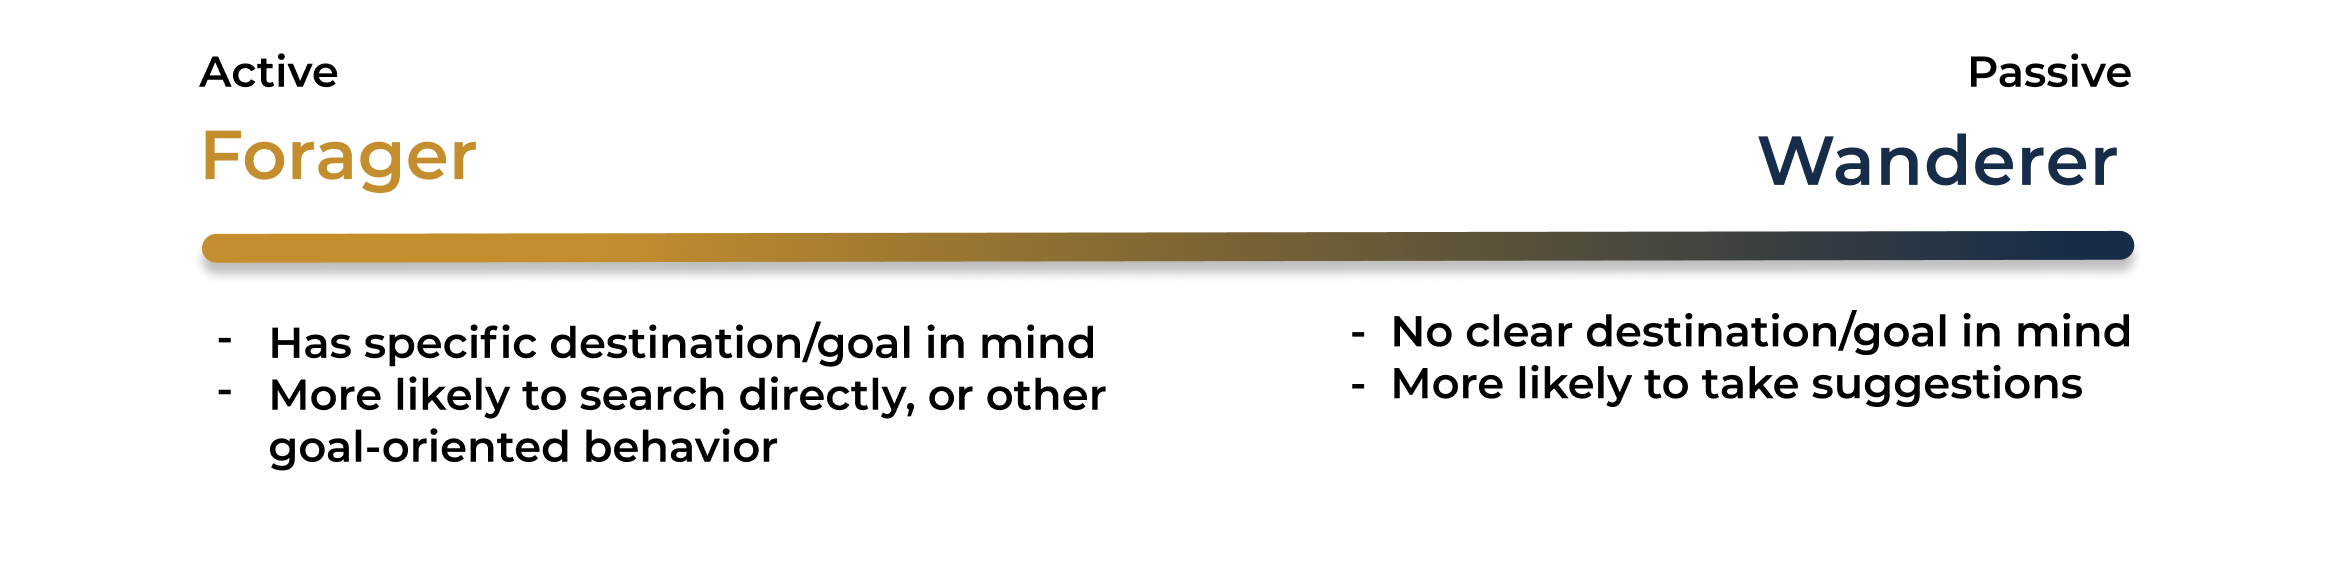 Active
Forager
- Has specific destination/goal in mind
- More likely to search directly, or other
goal-oriented behavior
Passive
Wanderer
- No clear destination/goal in mind
- More likely to take suggestions